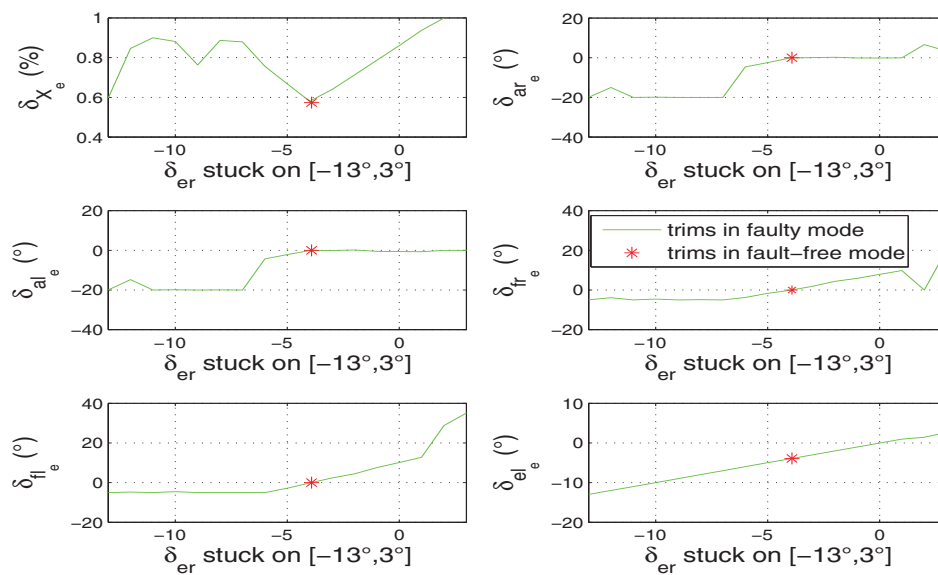 1
0.8
0.6
0.4
δχe (%)
−10 −5 0
δer stuck on [−13°,3°]
20
0
−20
−40
δare (°)
−10 −5 0
δer stuck on [−13°,3°]
20
0
−20
−40
δale (°)
−10 −5 0
δer stuck on [−13°,3°]
40
20
0
−20
δfre (°)
trims in faulty mode
trims in fault−free mode
−10 −5 0
δer stuck on [−13°,3°]
40
20
0
−20
δfle (°)
−10 −5 0
δer stuck on [−13°,3°]
10
0
−10
−20
δele (°)
−10 −5 0
δer stuck on [−13°,3°]